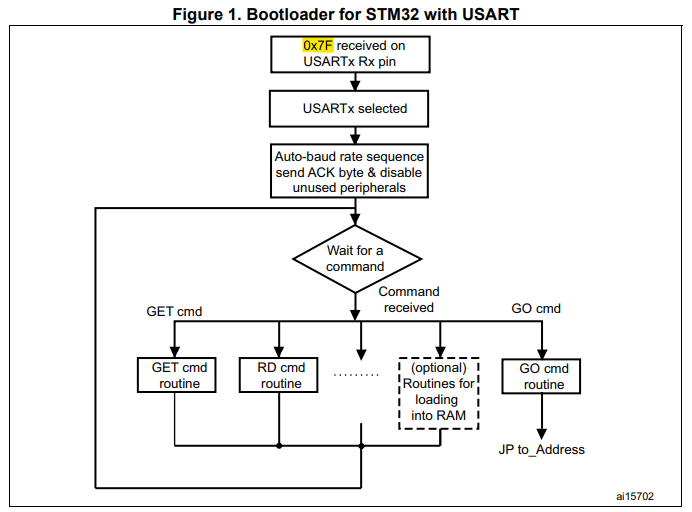 Figure 1. Bootloader for STM32 with USART
0x7F received on
USARTx Rx pin
USARTx selected
Auto-baud rate sequence
send ACK byte & disable
unused peripherals
Wait for a
command
Command
received
GET cmd
GO cmd
GET cmd
routine
RD cmd
routine
.........
(optional)
Routines for
loading
into RAM
GO cmd
routine
JP to_Address
ai15702